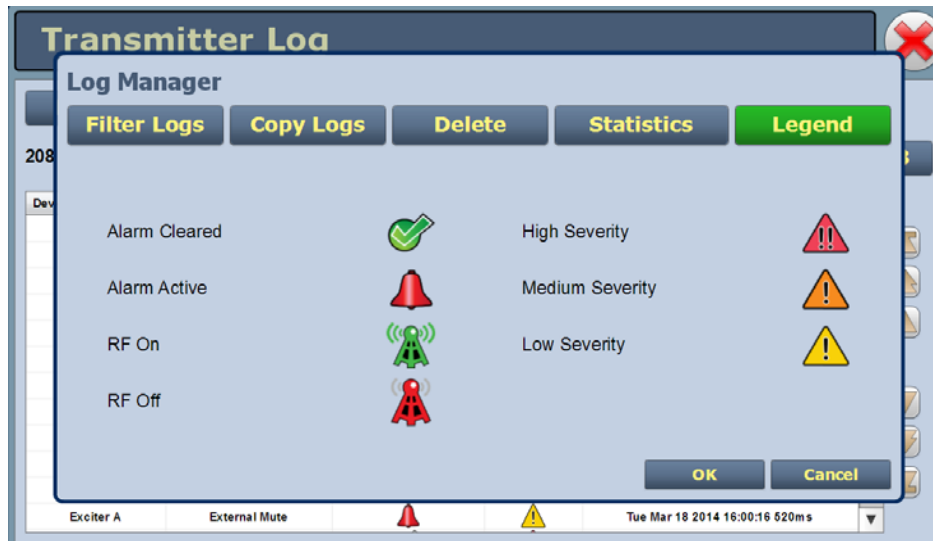 Transmitter Log
Log Manager
Filter Logs Copy Logs Delete Statistics Legend
208
Dev
Alarm Cleared High Severity
Alarm Active Medium Severity
RF On Low Severity
RF Off
OK Cancel
Exciter A External Mute Tue Mar 18 2014 16:00:16 520ms